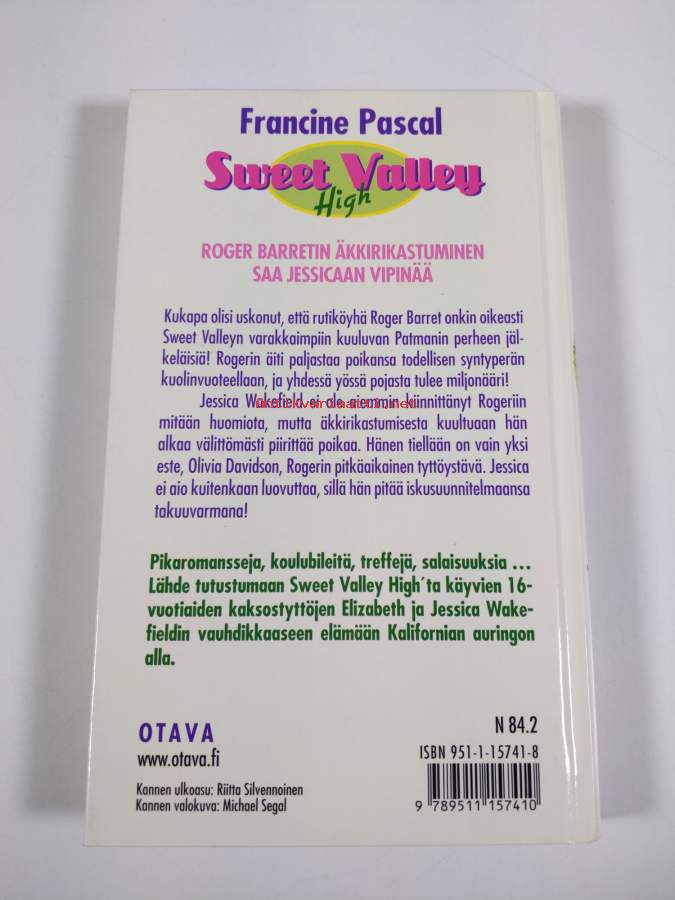 Francine Pascal
Sweet Valley
High
ROGER BARRETIN ÄKKIRIKASTUMINEN
SAA JESSICAAN VIPINÄÄ
Kukapa olisi uskonut, että rutiköyhä Roger Barret onkin oikeasti
Sweet Valleyn varakkaimpiin kuuluvan Patmanin perheen jäl-
keläisiä! Rogerin äiti paljastaa poikansa todellisen syntyperän
kuolinvuoteellaan, ja yhdessä yössä pojasta tulee miljonääri!
Jessica Wakefield ei ole aiemmin kiinnittänyt Rogeriin
mitään huomiota, mutta äkkirikastumisesta kuultuaan hän
alkaa välittömästi piirittää poikaa. Hänen tiellään on vain yksi
este, Olivia Davidson, Rogerin pitkäaikainen tyttöystävä. Jessica
ei aio kuitenkaan luovuttaa, sillä hän pitää iskusuunnitelmaansa
takuuvarmana!
Pikaromansseja, koulubileitä, treffejä, salaisuuksia ...
Lähde tutustumaan Sweet Valley High´ta käyvien 16-
vuotiaiden kaksostyttöjen Elizabeth ja Jessica Wake-
fieldin vauhdikkaaseen elämään Kalifornian auringon
alla.
OTAVA
www.otava.fi
Kannen ulkoasu: Riitta Silvennoinen
Kannen valokuva: Michael Segal
N 84.2
ISBN 951-1-15741-8
9 789511 157410